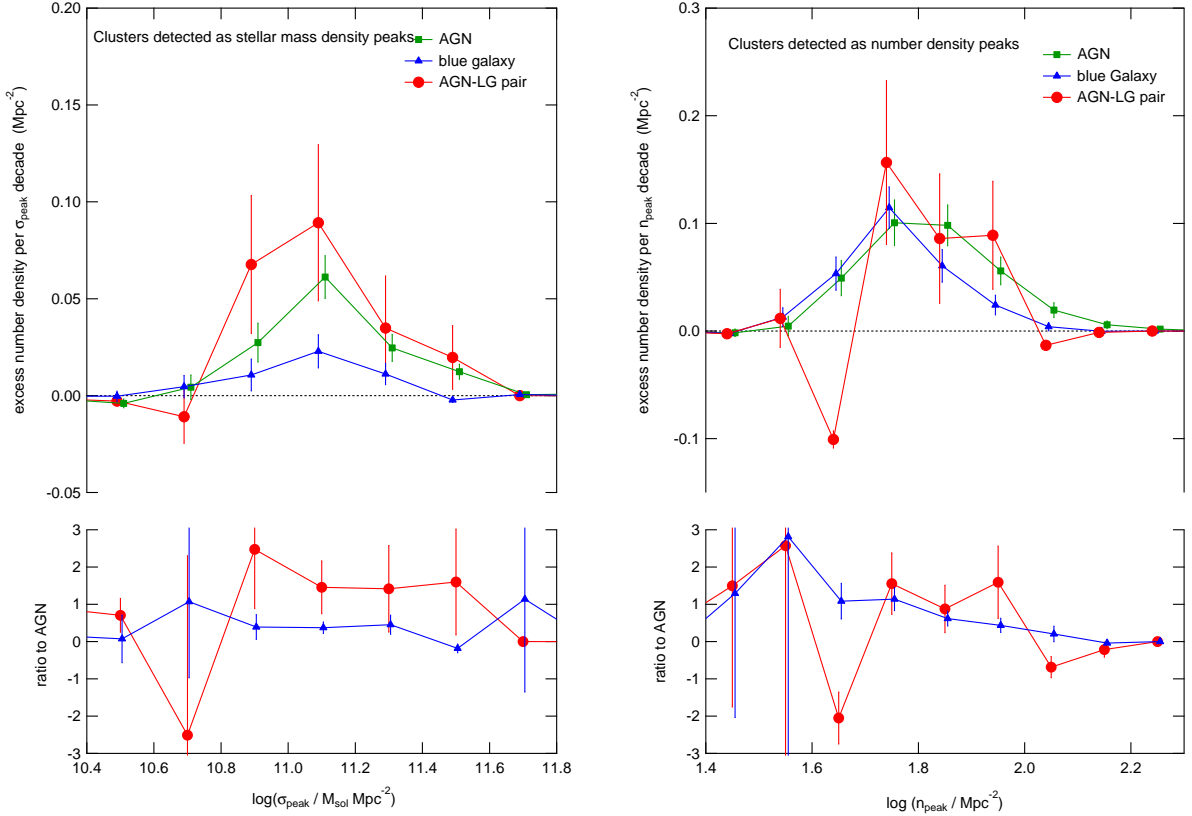 excess number density per σpeak decade (Mpc-2)
0.20
0.15
0.10
0.05
0.00
-0.05
Clusters detected as stellar mass density peaks
AGN
blue galaxy
AGN-LG pair
ratio to AGN
3
2
1
0
-1
-2
-3
10.4 10.6 10.8 11.0 11.2 11.4 11.6 11.8
log(σpeak / Msol Mpc-2)
excess number density per npeak decade (Mpc-2)
0.3
0.2
0.1
0.0
-0.1
Clusters detected as number density peaks
AGN
blue Galaxy
AGN-LG pair
ratio to AGN
3
2
1
0
-1
-2
-3
1.4 1.6 1.8 2.0 2.2
log (npeak / Mpc-2)